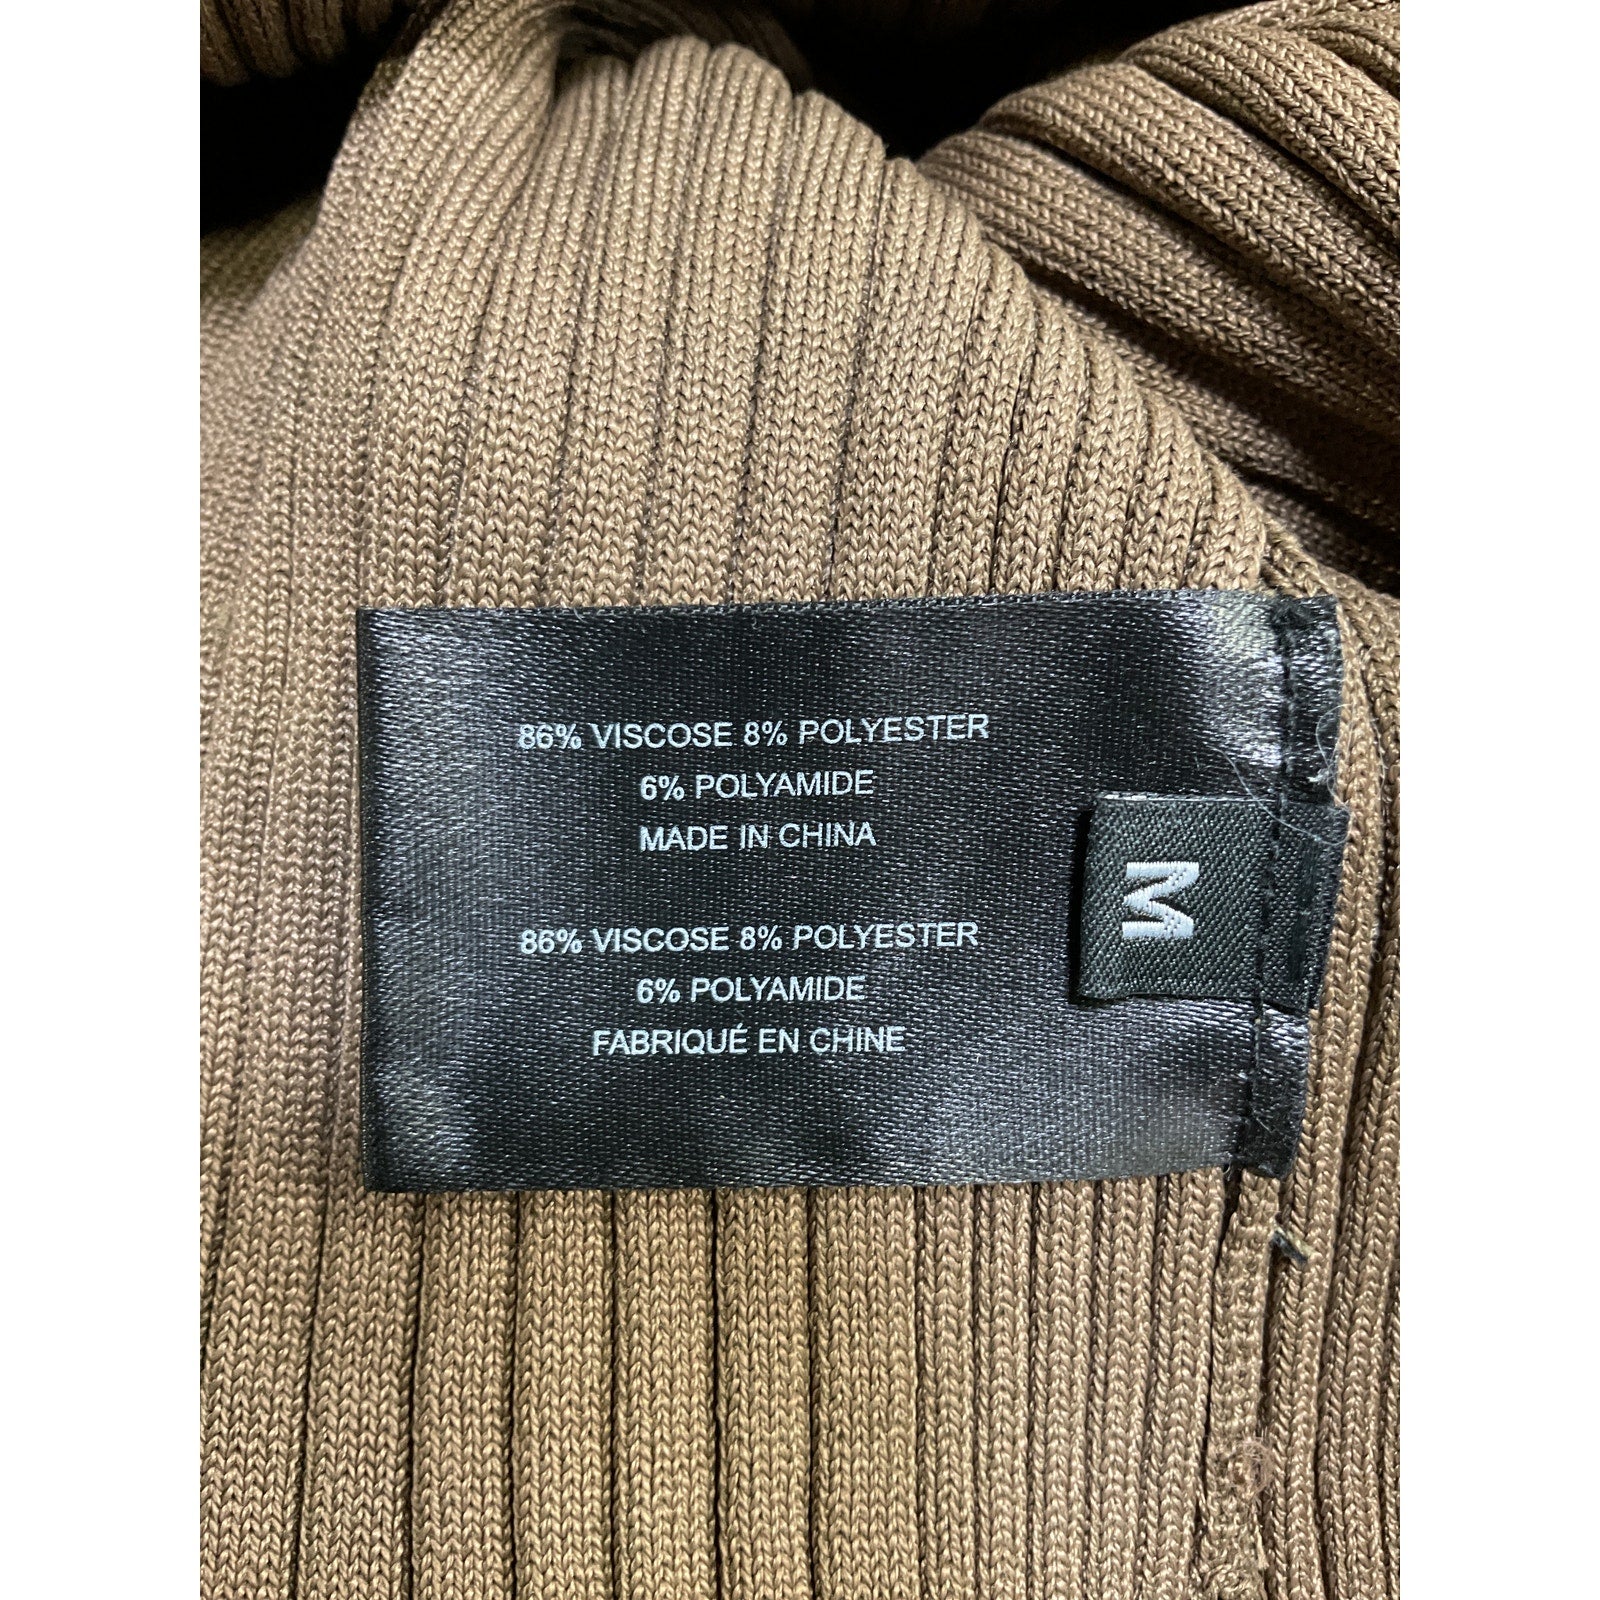 86% VISCOSE 8% POLYESTER
6% POLYAMIDE
MADE IN CHINA
86% VISCOSE 8% POLYESTER
6% POLYAMIDE
FABRIQUÉ EN CHINE
M